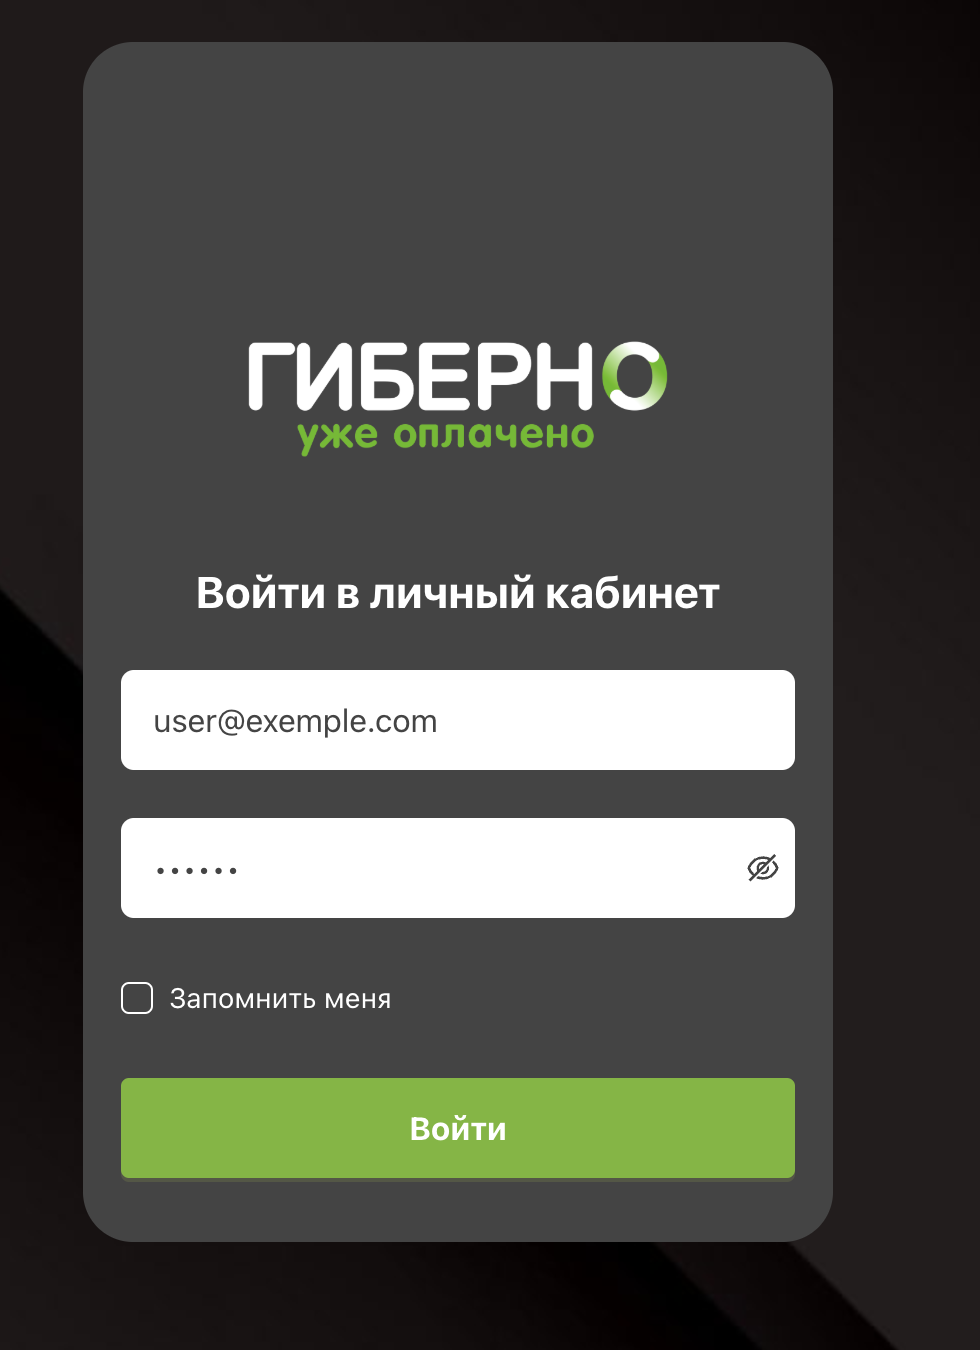 ГИБЕРНО
уже оплачено
Войти в личный кабинет
user@exemple.com
••••••
Запомнить меня
Войти